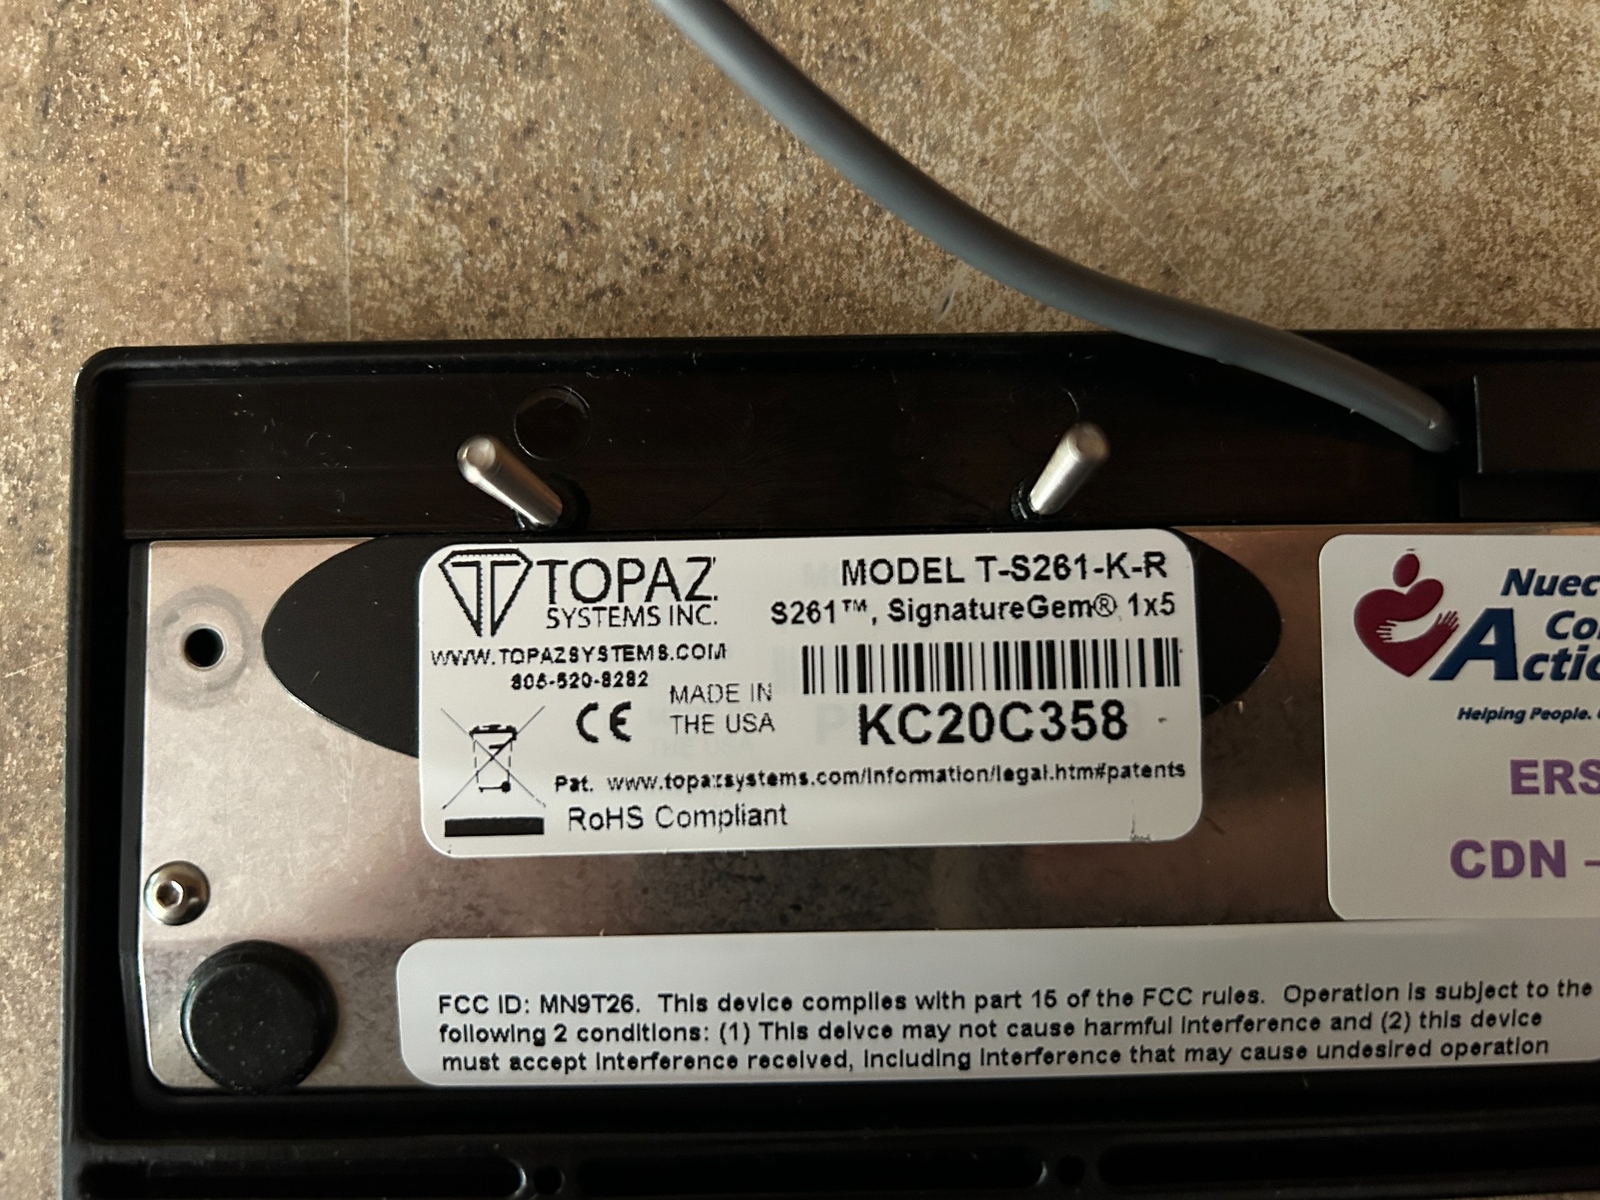 TOPAZ
SYSTEMS INC.
WWW.TOPAZSYSTEMS.COM
805-520-8282
MADE IN
THE USA
CE
MODEL T-S261-K-R
S261™, SignatureGem® 1x5
KC20C358
Pat. www.topazsystems.com/information/legal.htm#patents
RoHS Compliant
Helping People.
ERS
CDN –
FCC ID: MN9T26. This device complies with part 15 of the FCC rules. Operation is subject to the
following 2 conditions: (1) This deivce may not cause harmful interference and (2) this device
must accept interference received, including interference that may cause undesired operation